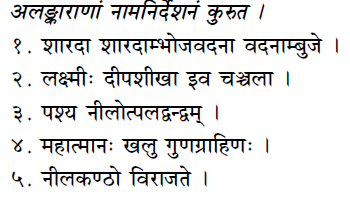 अलङ्काराणां नामनिर्देशनं कुरुत ।
१. शारदा शारदाम्भोजवदना वदनाम्बुजे ।
२. लक्ष्मीः दीपशीखा इव चञ्चला ।
३. पश्य नीलोत्पलद्वन्द्वम् ।
४. महात्मानः खलु गुणग्राहिणः ।
५. नीलकण्ठो विराजते ।